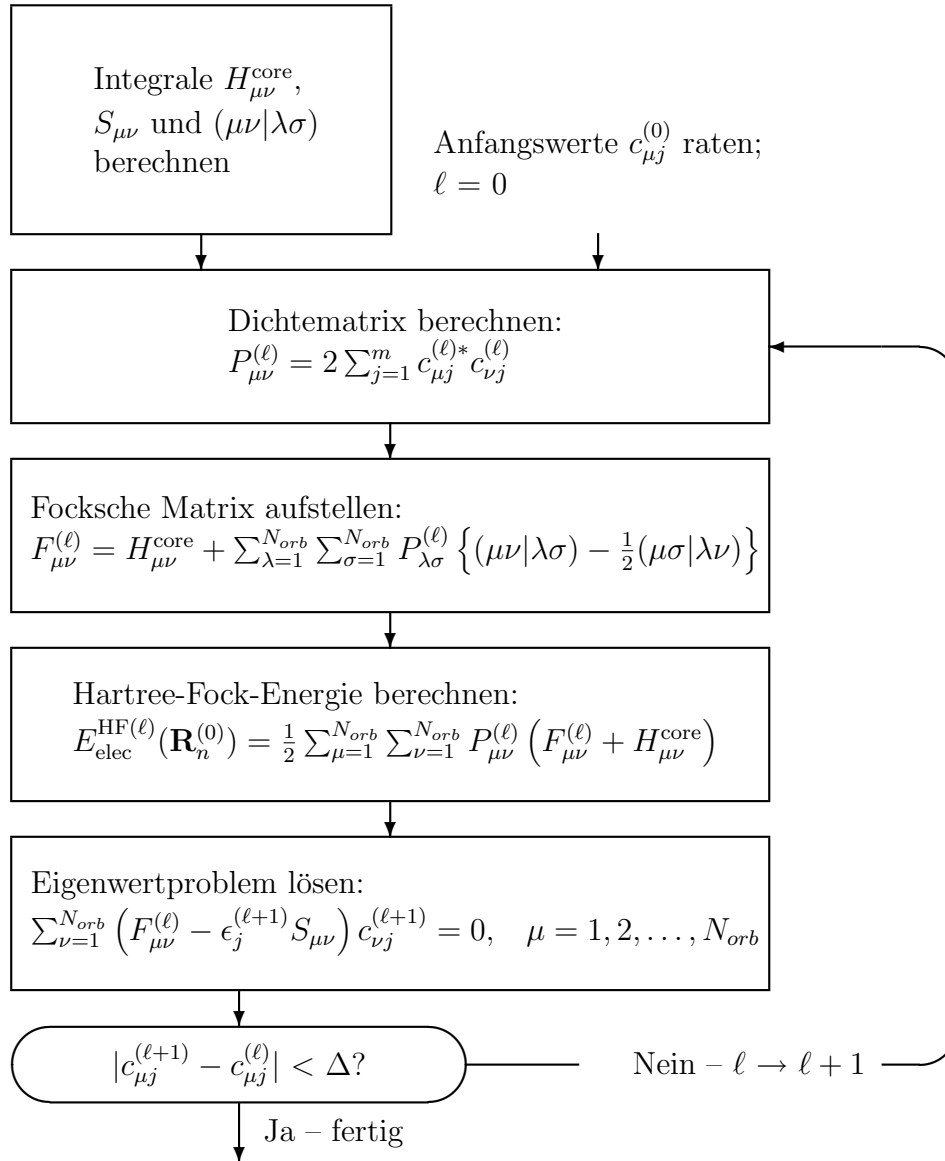 Integrale $H_{\mu\nu}^{\text{core}}$,
$S_{\mu\nu}$ und $(\mu\nu|\lambda\sigma)$
berechnen
Anfangswerte $c_{\mu j}^{(0)}$ raten;
$\ell = 0$
Dichtematrix berechnen:
$P_{\mu\nu}^{(\ell)} = 2 \sum_{j=1}^{m} c_{\mu j}^{(\ell)*} c_{\nu j}^{(\ell)}$
Focksche Matrix aufstellen:
$F_{\mu\nu}^{(\ell)} = H_{\mu\nu}^{\text{core}} + \sum_{\lambda=1}^{N_{orb}} \sum_{\sigma=1}^{N_{orb}} P_{\lambda\sigma}^{(\ell)} \left\{ (\mu\nu|\lambda\sigma) - \frac{1}{2}(\mu\sigma|\lambda\nu) \right\}$
Hartree-Fock-Energie berechnen:
$E_{\text{elec}}^{\text{HF}(\ell)}(\mathbf{R}_n^{(0)}) = \frac{1}{2} \sum_{\mu=1}^{N_{orb}} \sum_{\nu=1}^{N_{orb}} P_{\mu\nu}^{(\ell)} \left( F_{\mu\nu}^{(\ell)} + H_{\mu\nu}^{\text{core}} \right)$
Eigenwertproblem lösen:
$\sum_{\nu=1}^{N_{orb}} \left( F_{\mu\nu}^{(\ell)} - \epsilon_j^{(\ell+1)} S_{\mu\nu} \right) c_{\nu j}^{(\ell+1)} = 0, \quad \mu = 1, 2, \ldots, N_{orb}$
$|c_{\mu j}^{(\ell+1)} - c_{\mu j}^{(\ell)}| < \Delta$?
Nein – $\ell \rightarrow \ell + 1$
Ja – fertig